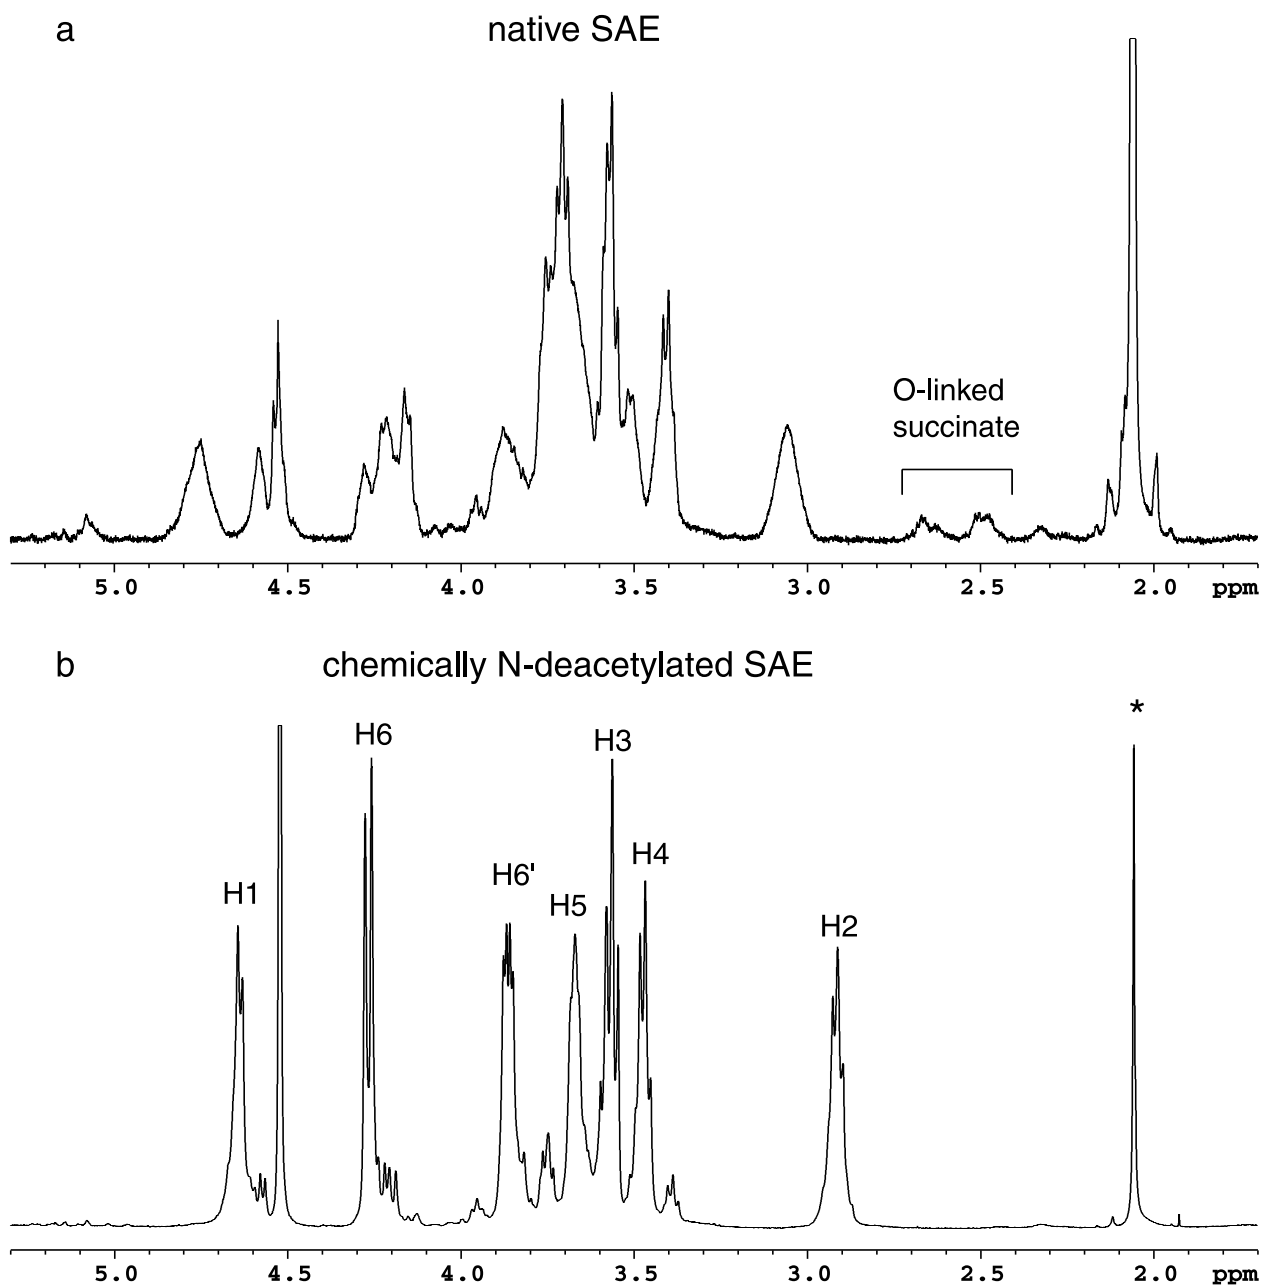 a
native SAE
O-linked
succinate
5.0 4.5 4.0 3.5 3.0 2.5 2.0 ppm
b
chemically N-deacetylated SAE
*
H6
H3
H4
H6'
H1
H5
H2
5.0 4.5 4.0 3.5 3.0 2.5 2.0 ppm